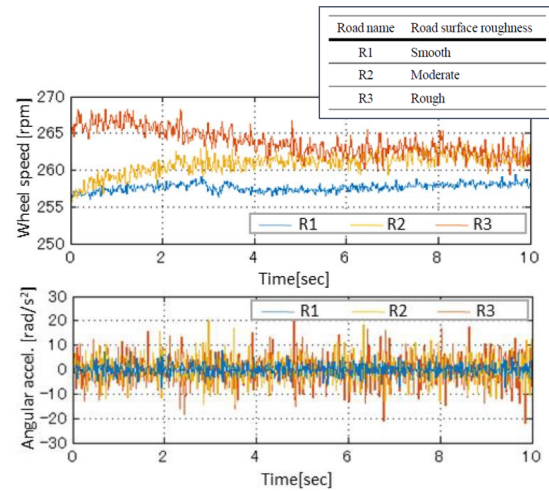 Road name Road surface roughness
R1 Smooth
R2 Moderate
R3 Rough
270
265
260
255
250
Wheel speed [rpm]
R1 R2 R3
0 2 4 6 8 10
Time[sec]
30
20
10
0
-10
-20
-30
Angular accel. [rad/s²]
R1 R2 R3
0 2 4 6 8 10
Time[sec]